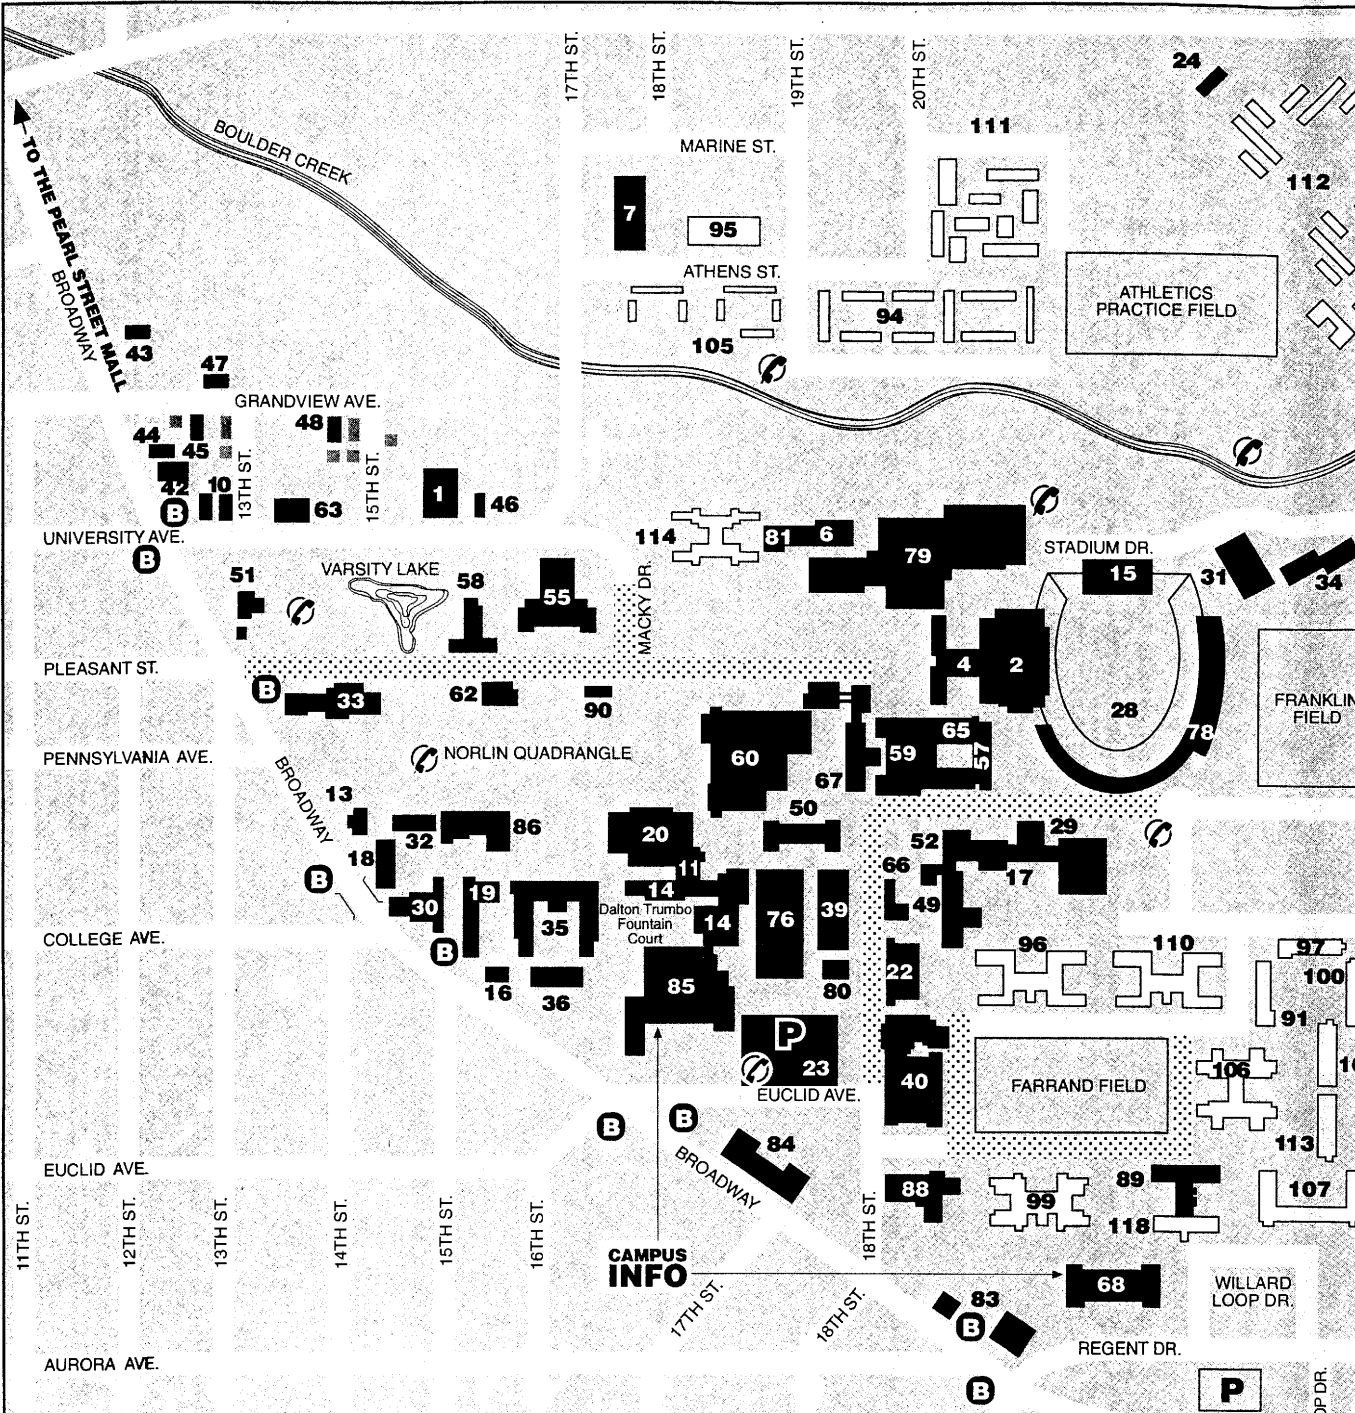 17TH ST.
18TH ST.
19TH ST.
20TH ST.
24
111
112
BOULDER CREEK
MARINE ST.
TO THE PEARL STREET MALL
BROADWAY
7
95
ATHENS ST.
ATHLETICS
PRACTICE FIELD
94
105
43
47
GRANDVIEW AVE.
48
44
45
42
10
13TH ST.
15TH ST.
63
1
46
B
UNIVERSITY AVE.
B
114
81
6
79
STADIUM DR.
15
31
34
51
VARSITY LAKE
58
55
MACKY DR.
4
2
PLEASANT ST.
B
33
62
90
28
78
FRANKLIN
FIELD
65
57
59
60
67
PENNSYLVANIA AVE.
NORLIN QUADRANGLE
BROADWAY
13
32
86
50
20
11
52
29
17
66
49
18
B
30
19
35
14
Dalton Trumbo
Fountain
Court
14
76
39
COLLEGE AVE.
B
16
36
85
80
22
96
110
97
100
91
P
23
EUCLID AVE.
40
FARRAND FIELD
106
10
113
B
B
84
BROADWAY
EUCLID AVE.
88
99
89
118
107
11TH ST.
12TH ST.
13TH ST.
14TH ST.
15TH ST.
16TH ST.
18TH ST.
CAMPUS
INFO
17TH ST.
18TH ST.
68
WILLARD
LOOP DR.
83
B
REGENT DR.
AURORA AVE.
B
P
OP DR.